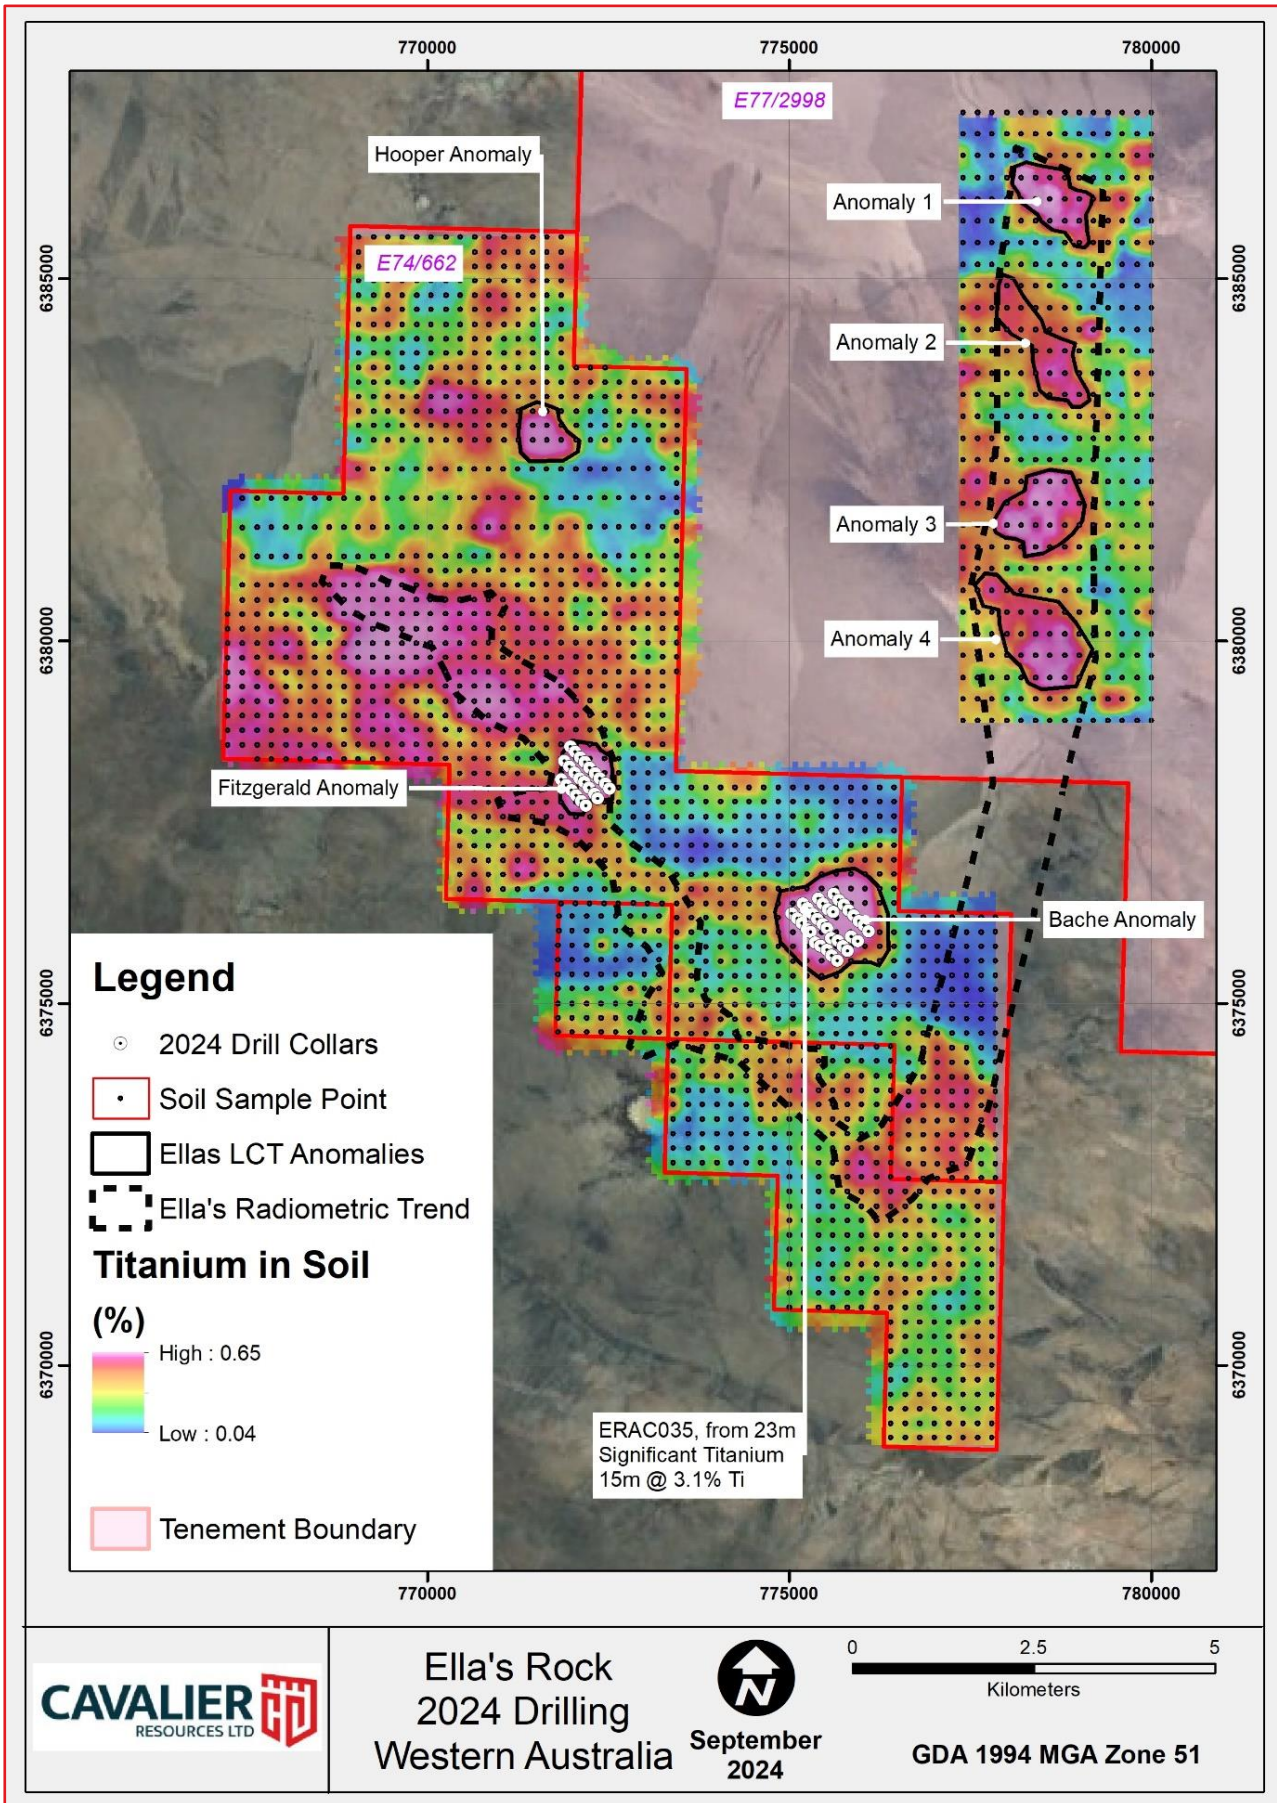 770000
775000
780000
E77/2998
Hooper Anomaly
Anomaly 1
E74/662
6385000
6385000
Anomaly 2
Anomaly 3
Anomaly 4
6380000
6380000
Fitzgerald Anomaly
Bache Anomaly
6375000
6375000
Legend
2024 Drill Collars
Soil Sample Point
Ellas LCT Anomalies
Ella's Radiometric Trend
Titanium in Soil
(%)
High : 0.65
Low : 0.04
Tenement Boundary
6370000
6370000
ERAC035, from 23m
Significant Titanium
15m @ 3.1% Ti
770000
775000
780000
CAVALIER
RESOURCES LTD
Ella's Rock
2024 Drilling
Western Australia
N
September
2024
0 2.5 5
Kilometers
GDA 1994 MGA Zone 51